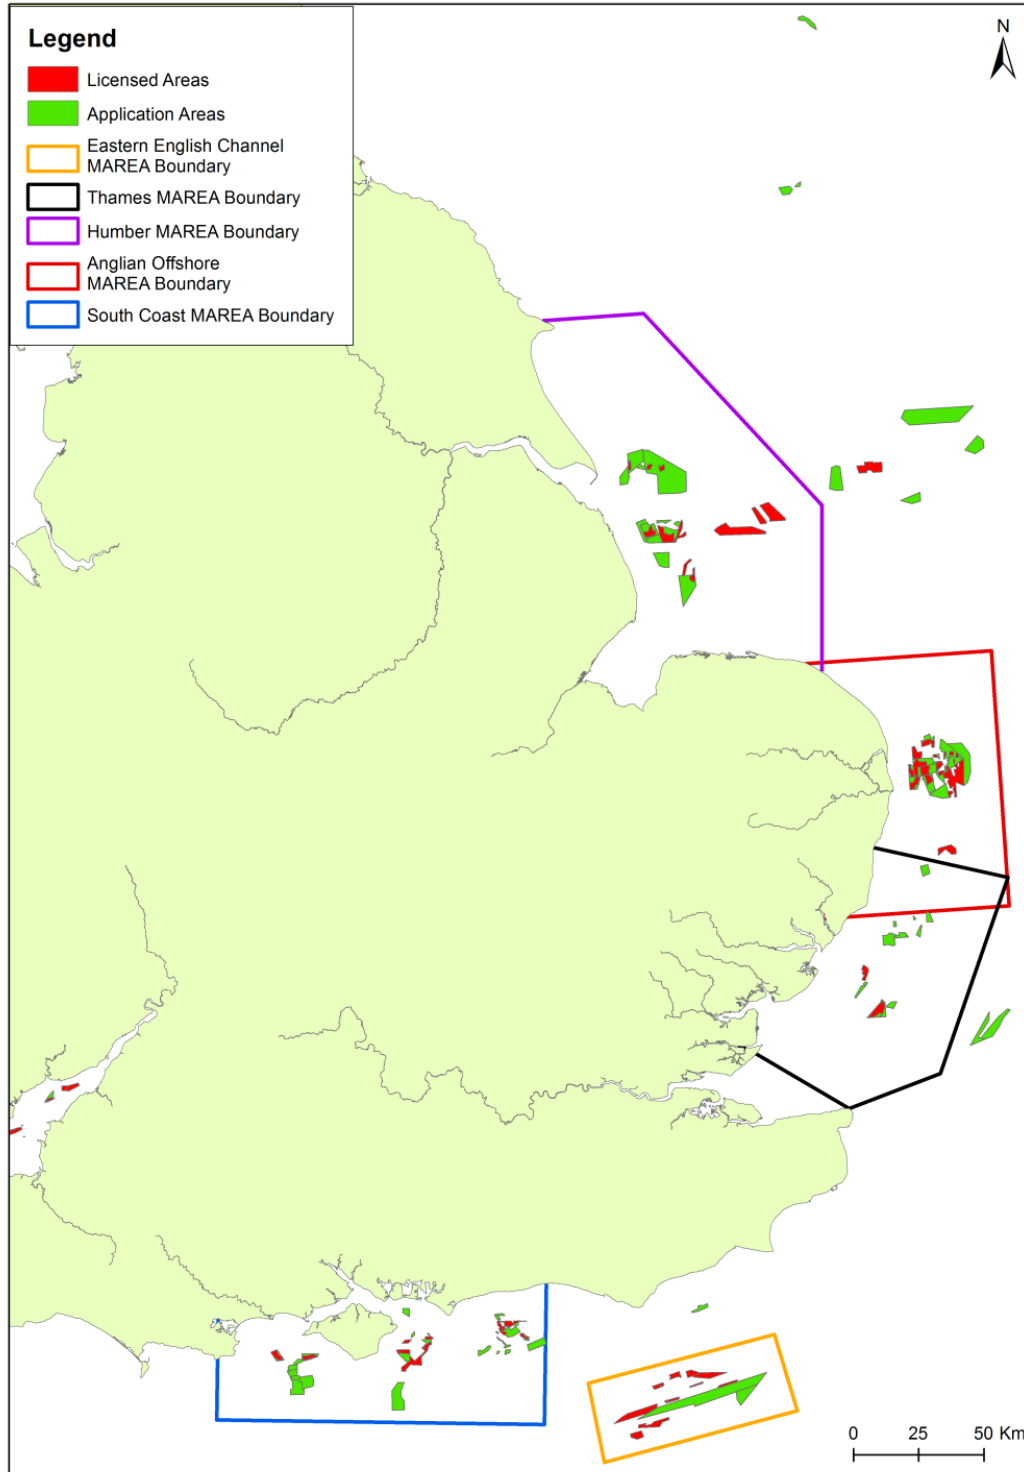 Legend
Licensed Areas
Application Areas
Eastern English Channel
MAREA Boundary
Thames MAREA Boundary
Humber MAREA Boundary
Anglian Offshore
MAREA Boundary
South Coast MAREA Boundary
N
0 25 50 Km